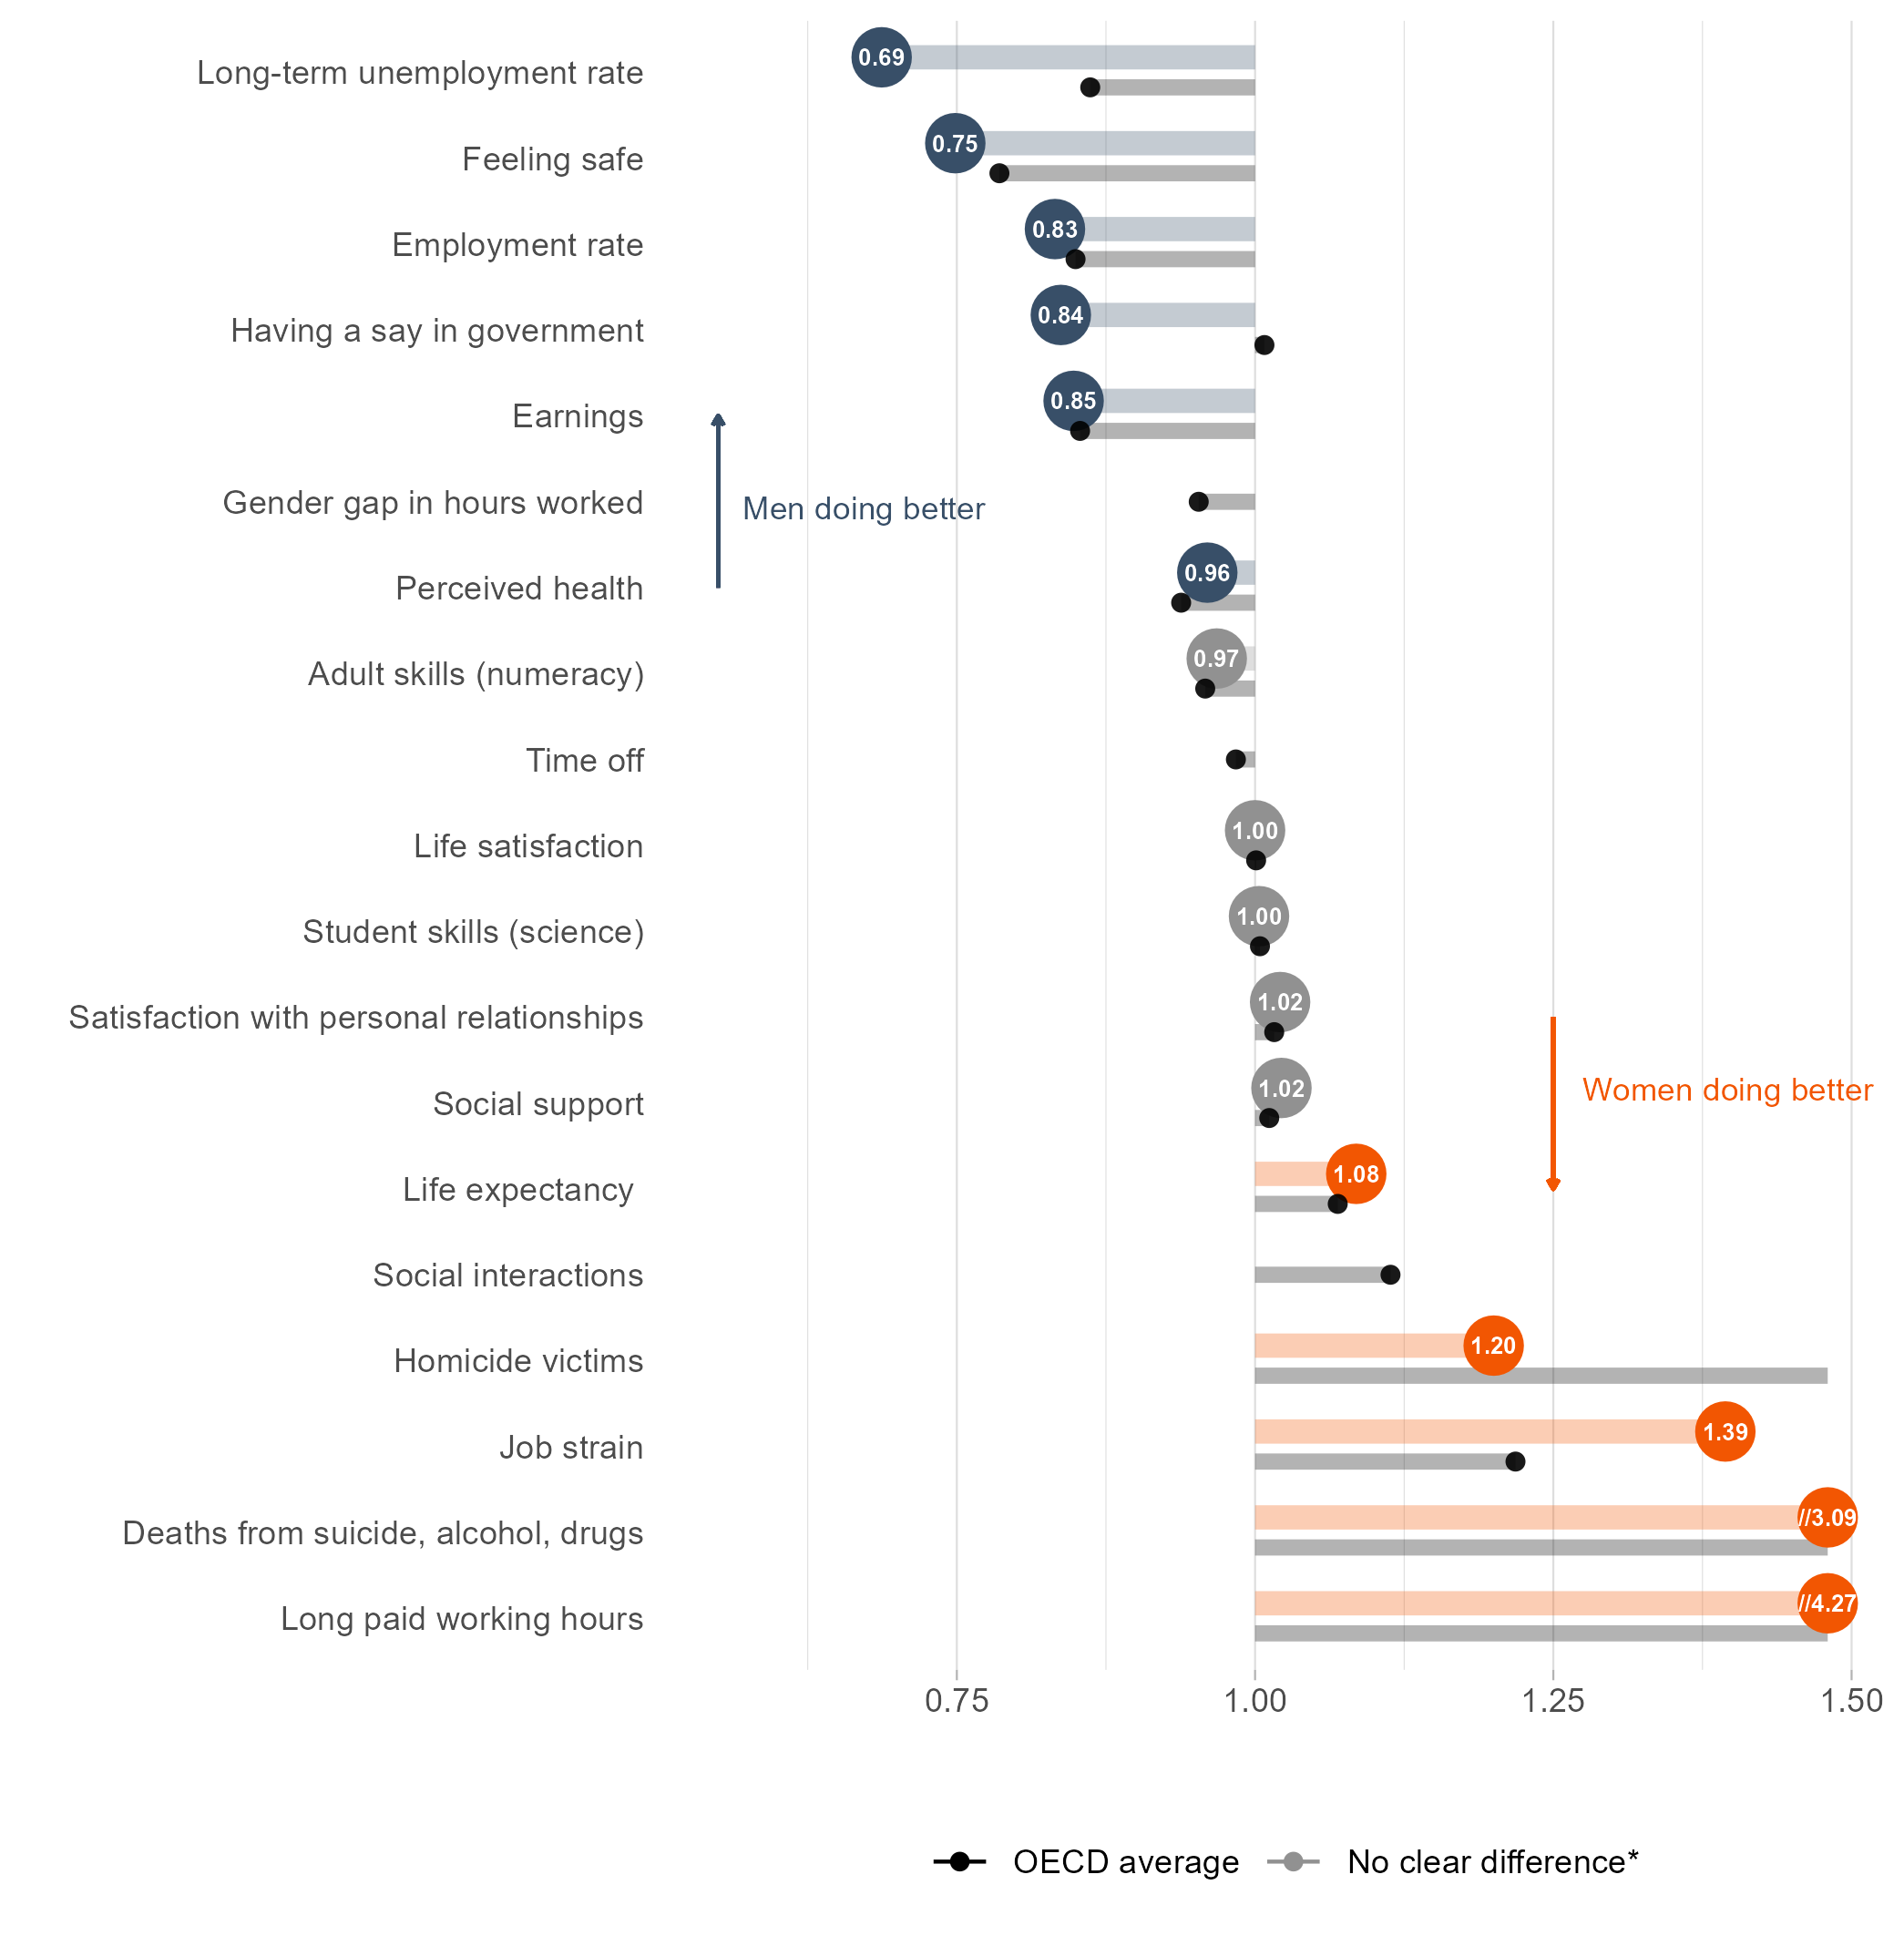 Long-term unemployment rate
0.69
Feeling safe
0.75
Employment rate
0.83
Having a say in government
0.84
Earnings
0.85
Gender gap in hours worked
Men doing better
Perceived health
0.96
Adult skills (numeracy)
0.97
Time off
Life satisfaction
1.00
Student skills (science)
1.00
Satisfaction with personal relationships
1.02
Social support
1.02
Women doing better
Life expectancy
1.08
Social interactions
Homicide victims
1.20
Job strain
1.39
Deaths from suicide, alcohol, drugs
//3.09
Long paid working hours
//4.27
0.75 1.00 1.25 1.50
OECD average No clear difference*